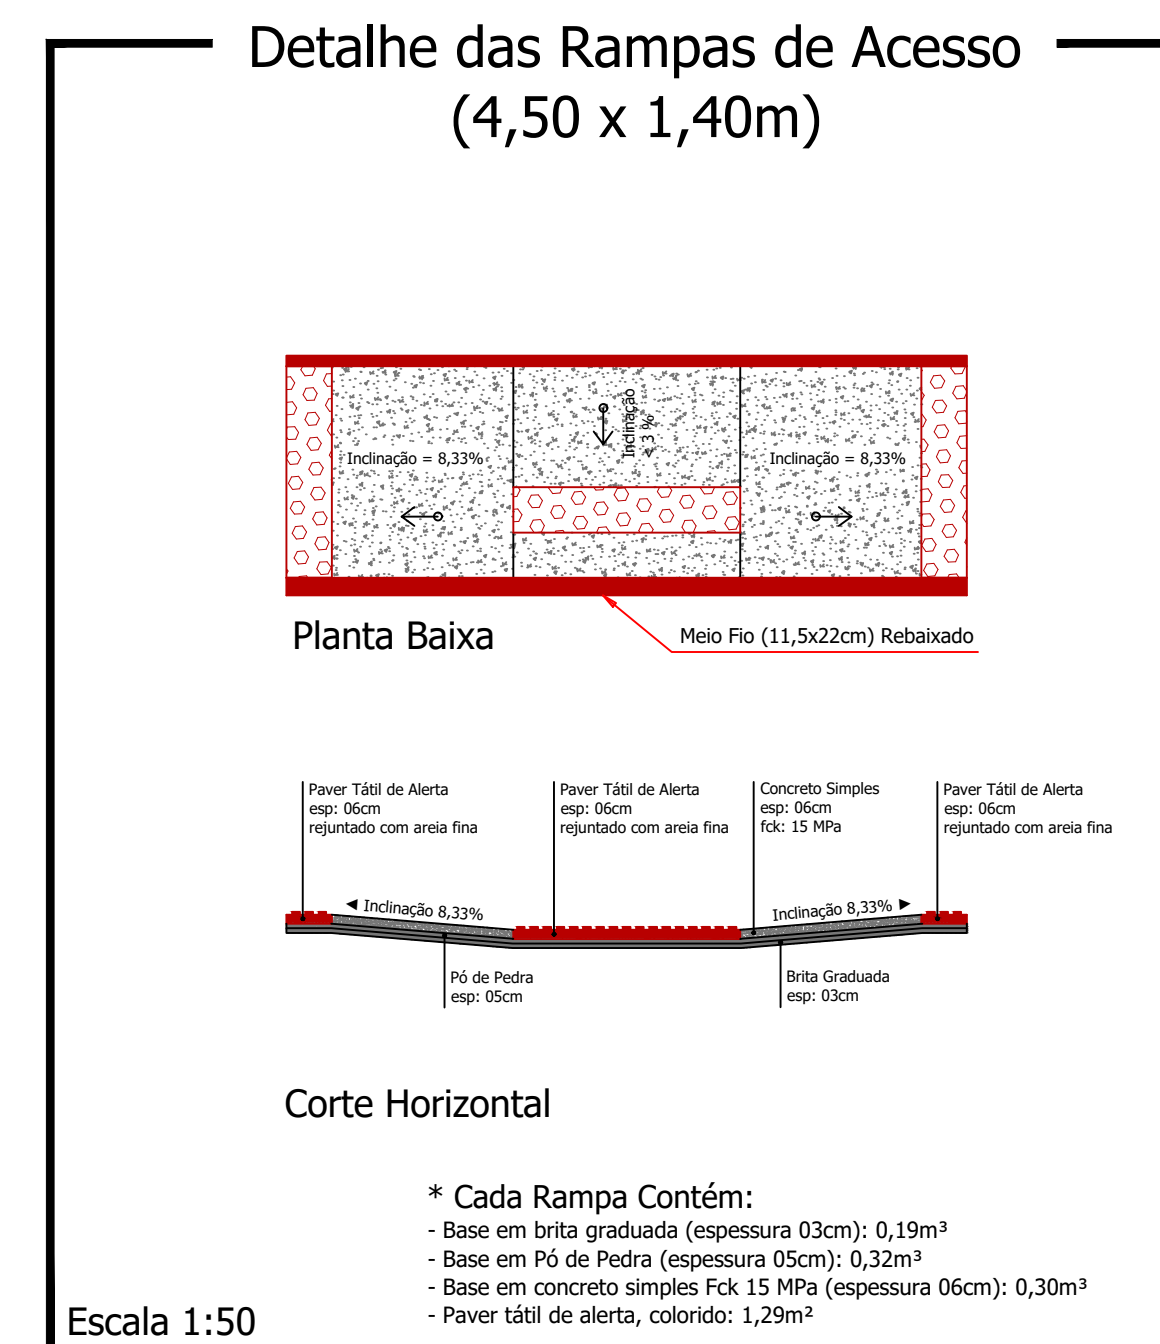 Detalhe das Rampas de Acesso
(4,50 x 1,40m)
Inclinação = 8,33%
Inclinação
< 3 %
Inclinação = 8,33%
Planta Baixa
Meio Fio (11,5x22cm) Rebaixado
Paver Tátil de Alerta
esp: 06cm
rejuntado com areia fina
Paver Tátil de Alerta
esp: 06cm
rejuntado com areia fina
Concreto Simples
esp: 06cm
fck: 15 MPa
Paver Tátil de Alerta
esp: 06cm
rejuntado com areia fina
Inclinação 8,33%
Inclinação 8,33%
Pó de Pedra
esp: 05cm
Brita Graduada
esp: 03cm
Corte Horizontal
* Cada Rampa Contém:
- Base em brita graduada (espessura 03cm): 0,19m³
- Base em Pó de Pedra (espessura 05cm): 0,32m³
- Base em concreto simples Fck 15 MPa (espessura 06cm): 0,30m³
- Paver tátil de alerta, colorido: 1,29m²
Escala 1:50